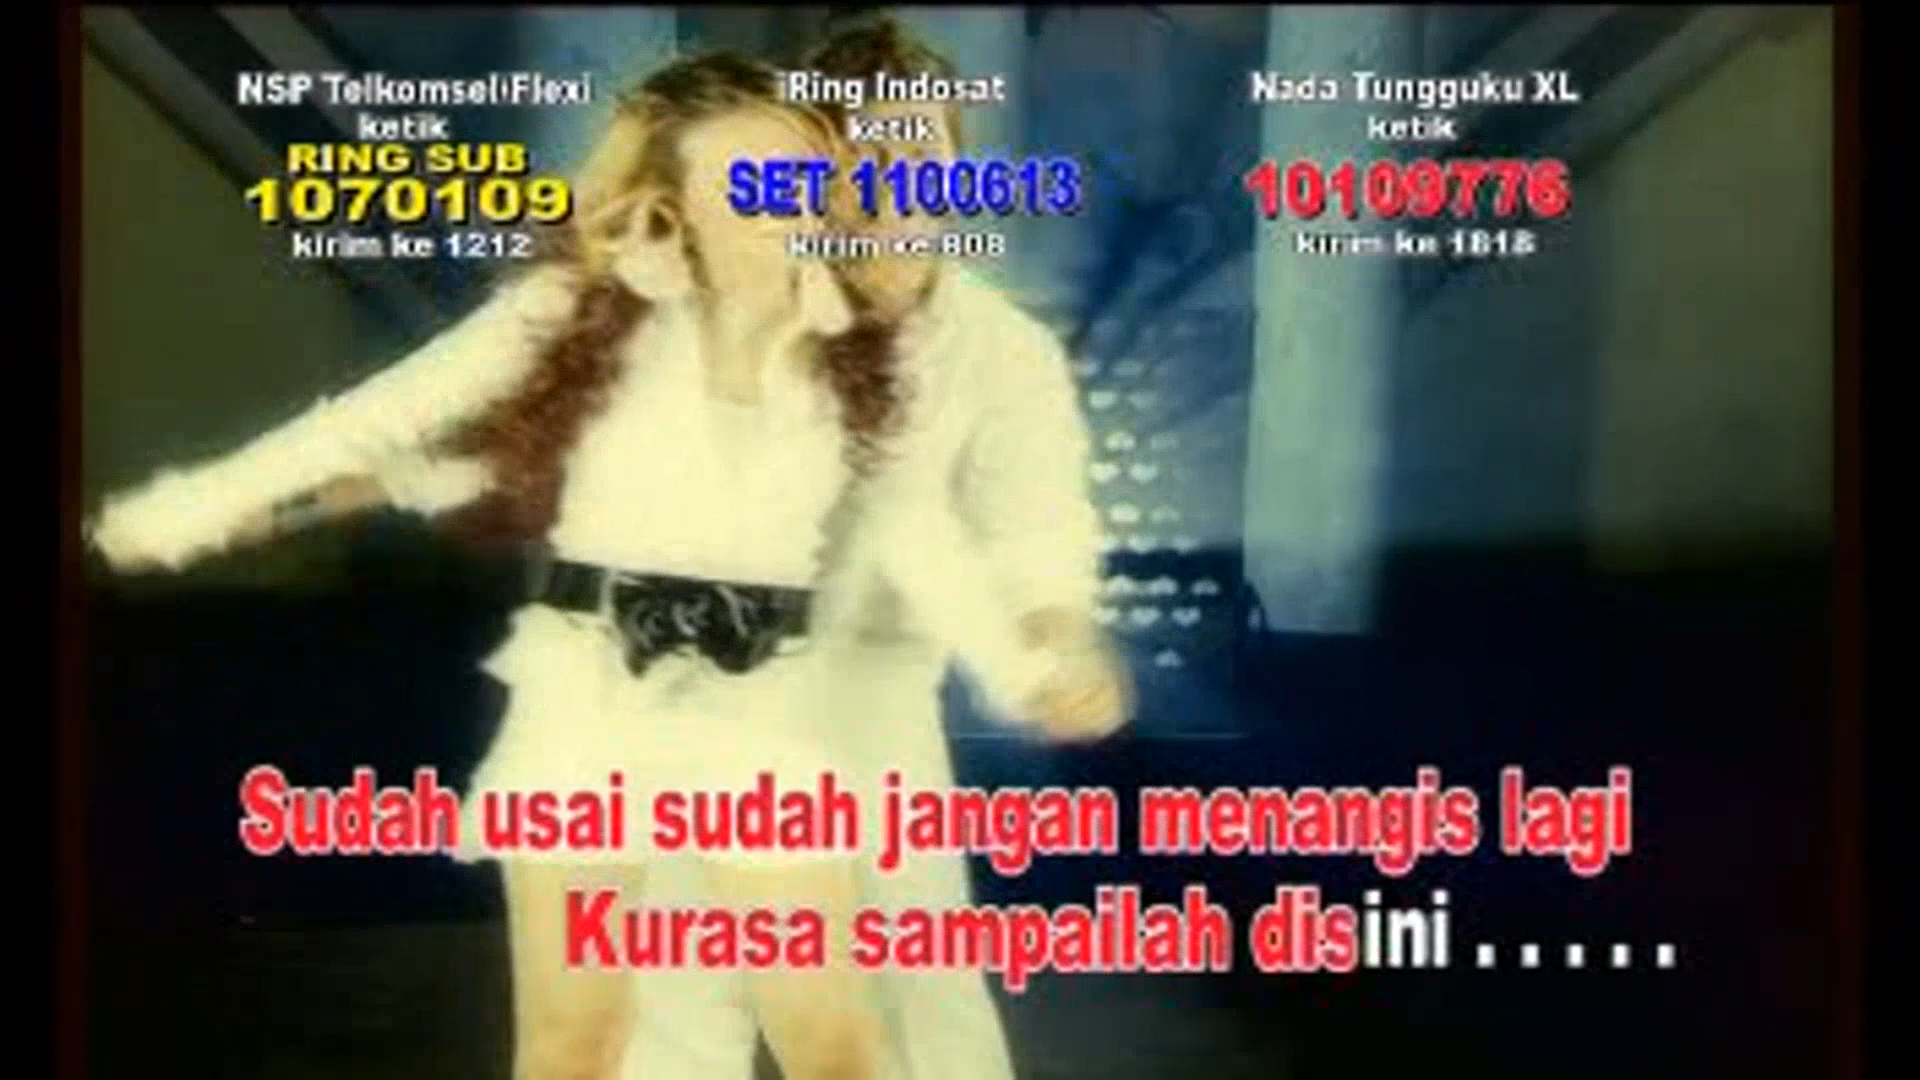 NSP Telkomsel/Flexi
ketik
RING SUB
1070109
kirim ke 1212
iRing Indosat
ketik
SET 1100613
kirim ke 808
Nada Tungguku XL
ketik
10109776
kirim ke 1818
Sudah usai sudah jangan menangis lagi
Kurasa sampailah disini . . . . .